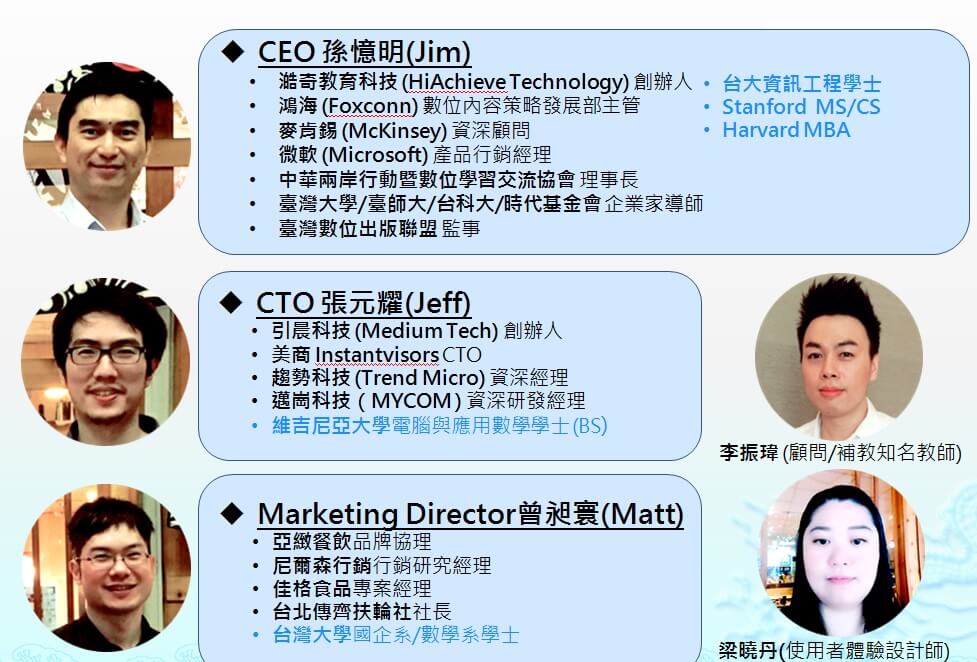 ◆ CEO 孫憶明(Jim)
• 澔奇教育科技 (HiAchieve Technology) 創辦人
• 鴻海 (Foxconn) 數位內容策略發展部主管
• 麥肯錫 (McKinsey) 資深顧問
• 微軟 (Microsoft) 產品行銷經理
• 中華兩岸行動暨數位學習交流協會 理事長
• 臺灣大學/臺師大/台科大/時代基金會 企業家導師
• 臺灣數位出版聯盟 監事
• 台大資訊工程學士
• Stanford MS/CS
• Harvard MBA
◆ CTO 張元耀(Jeff)
• 引晨科技 (Medium Tech) 創辦人
• 美商 Instantvisors CTO
• 趨勢科技 (Trend Micro) 資深經理
• 邁崗科技 ( MYCOM ) 資深研發經理
• 維吉尼亞大學電腦與應用數學學士 (BS)
李振瑋 (顧問/補教知名教師)
◆ Marketing Director曾昶寰(Matt)
• 亞緻餐飲品牌協理
• 尼爾森行銷行銷研究經理
• 佳格食品專案經理
• 台北傳齊扶輪社社長
• 台灣大學國企系/數學系學士
梁曉丹(使用者體驗設計師)